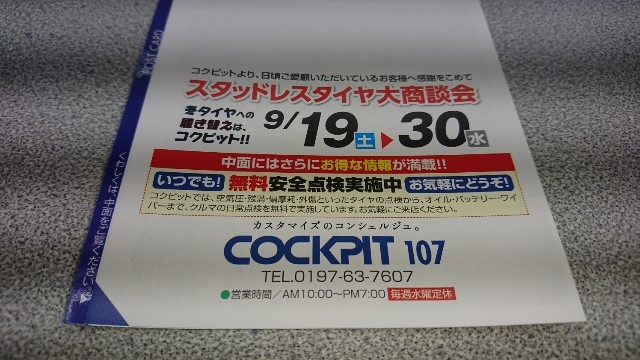 POST CARD
コクピットより、日頃ご愛顧いただいているお客様へ感謝をこめて
スタッドレスタイヤ大商談会
冬タイヤへの
履き替えは、
コクピット!!
9/19土▶30水
中面にはさらにお得な情報が満載!!
いつでも! 無料安全点検実施中 お気軽にどうぞ!
コクピットでは、空気圧・残溝・偏摩耗・外傷といったタイヤの点検から、オイル・バッテリー・ワイ
パーまで、クルマの日常点検を無料で実施しています。お気軽にご来店ください。
カスタマイズのコンシェルジュ。
COCKPIT 107
TEL.0197-63-7607
●営業時間/AM10:00～PM7:00 毎週水曜定休
くわしくは、中面をご覧ください。